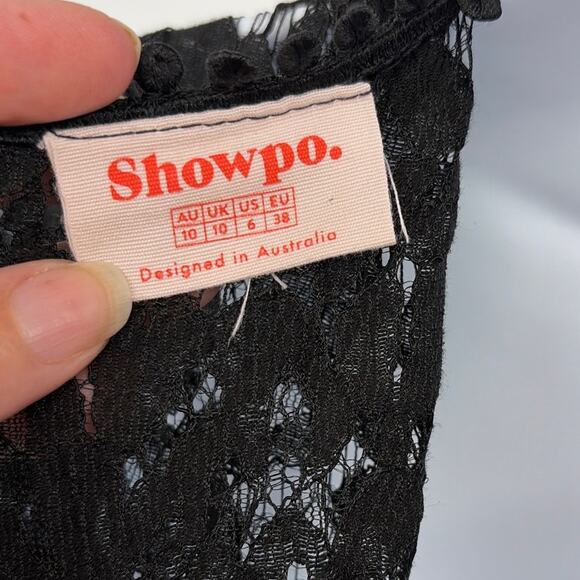 Showpo.
AU UK US EU
10 10 6 38
Designed in Australia